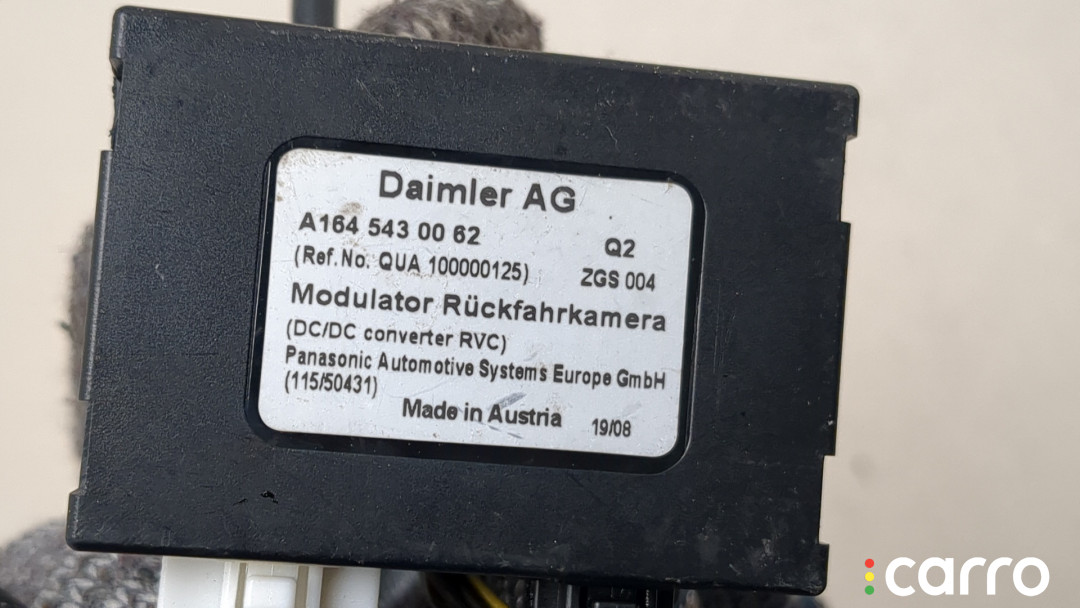 Daimler AG
A164 543 00 62 Q2
(Ref.No. QUA 100000125) ZGS 004
Modulator Rückfahrkamera
(DC/DC converter RVC)
Panasonic Automotive Systems Europe GmbH
(115/50431)
Made in Austria 19/08
carro